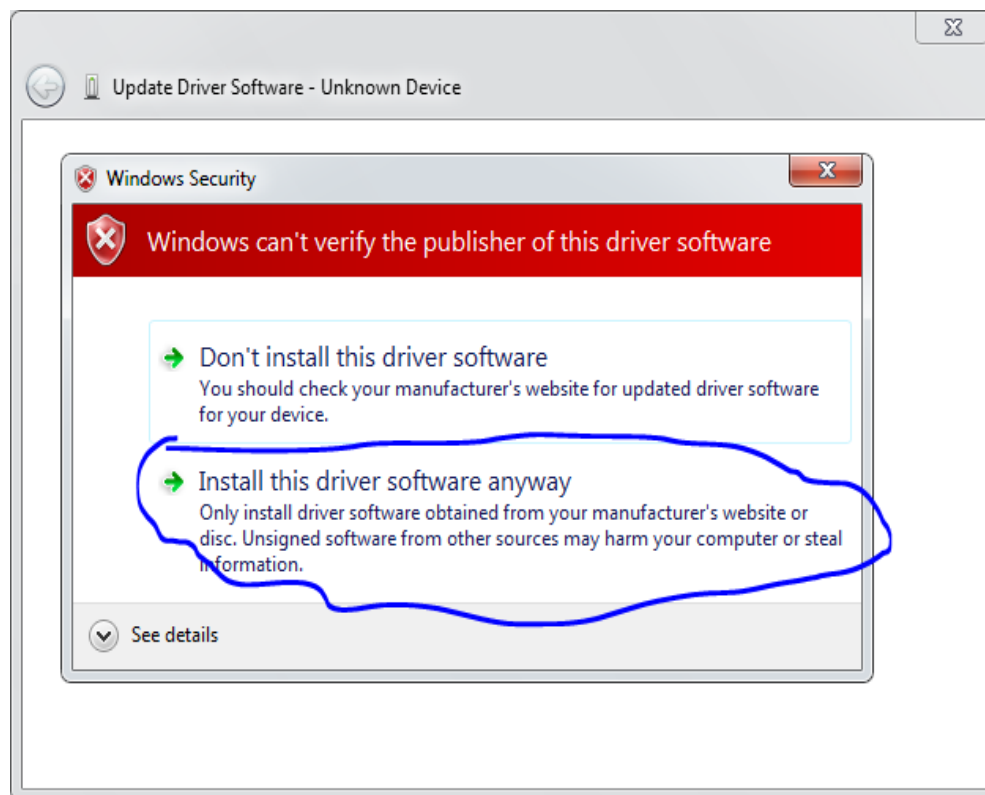 Update Driver Software - Unknown Device
Windows Security
Windows can't verify the publisher of this driver software
Don't install this driver software
You should check your manufacturer's website for updated driver software
for your device.
Install this driver software anyway
Only install driver software obtained from your manufacturer's website or
disc. Unsigned software from other sources may harm your computer or steal
information.
See details